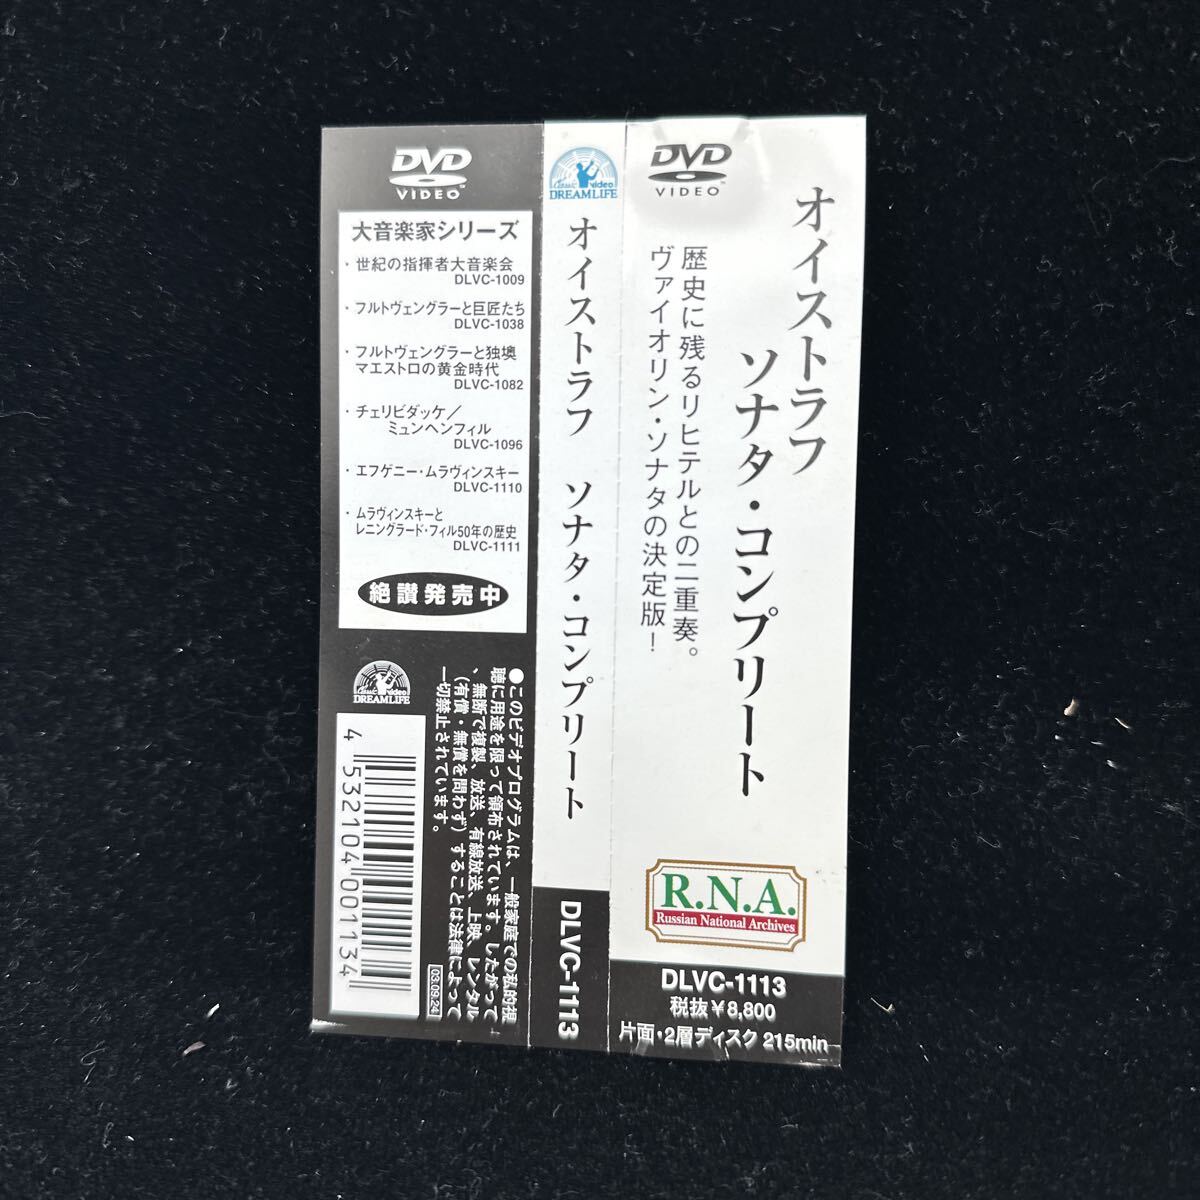 DVD
VIDEO
大音楽家シリーズ
・世紀の指揮者大音楽会
DLVC-1009
・フルトヴェングラーと巨匠たち
DLVC-1038
・フルトヴェングラーと独墺
マエストロの黄金時代
DLVC-1082
・チェリビダッケ／
ミュンヘンフィル
DLVC-1096
・エフゲニー・ムラヴィンスキー
DLVC-1110
・ムラヴィンスキーと
レニングラード・フィル50年の歴史
DLVC-1111
絶讃発売中
Classic video
DREAMLIFE
4 532104 001134
●このビデオプログラムは、一般家庭での私的視
聴に用途を限って領布されています。したがって
、無断で複製、放送、有線放送、上映、レンタル
（有償・無償を問わず）することは法律によって
一切禁止されています。
03.09.24
Classic video
DREAMLIFE
オイストラフ ソナタ・コンプリート
DLVC-1113
DVD
VIDEO
オイストラフ
ソナタ・コンプリート
歴史に残るリヒテルとの二重奏。
ヴァイオリン・ソナタの決定版！
R.N.A.
Russian National Archives
DLVC-1113
税抜￥8,800
片面・2層ディスク 215min